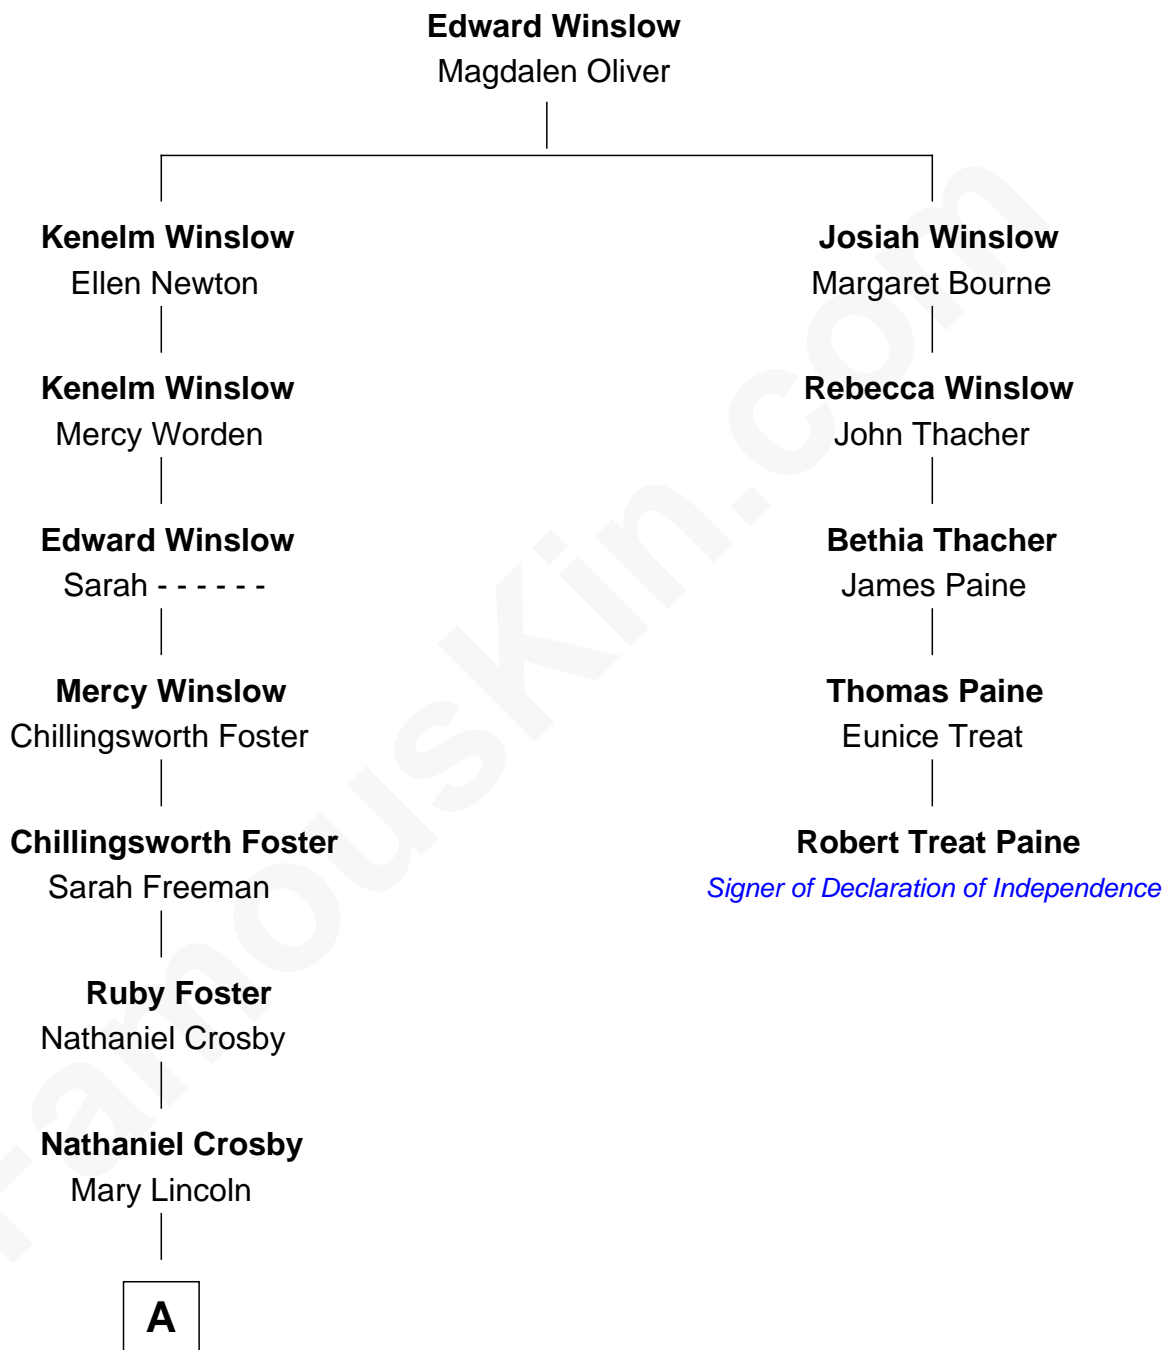 Edward Winslow
Magdalen Oliver
Kenelm Winslow
Ellen Newton
Josiah Winslow
Margaret Bourne
Kenelm Winslow
Mercy Worden
Rebecca Winslow
John Thacher
Edward Winslow
Sarah - - - - - -
Bethia Thacher
James Paine
Mercy Winslow
Chillingsworth Foster
Thomas Paine
Eunice Treat
Chillingsworth Foster
Sarah Freeman
Robert Treat Paine
Signer of Declaration of Independence
Ruby Foster
Nathaniel Crosby
Nathaniel Crosby
Mary Lincoln
A
FamousKin.com